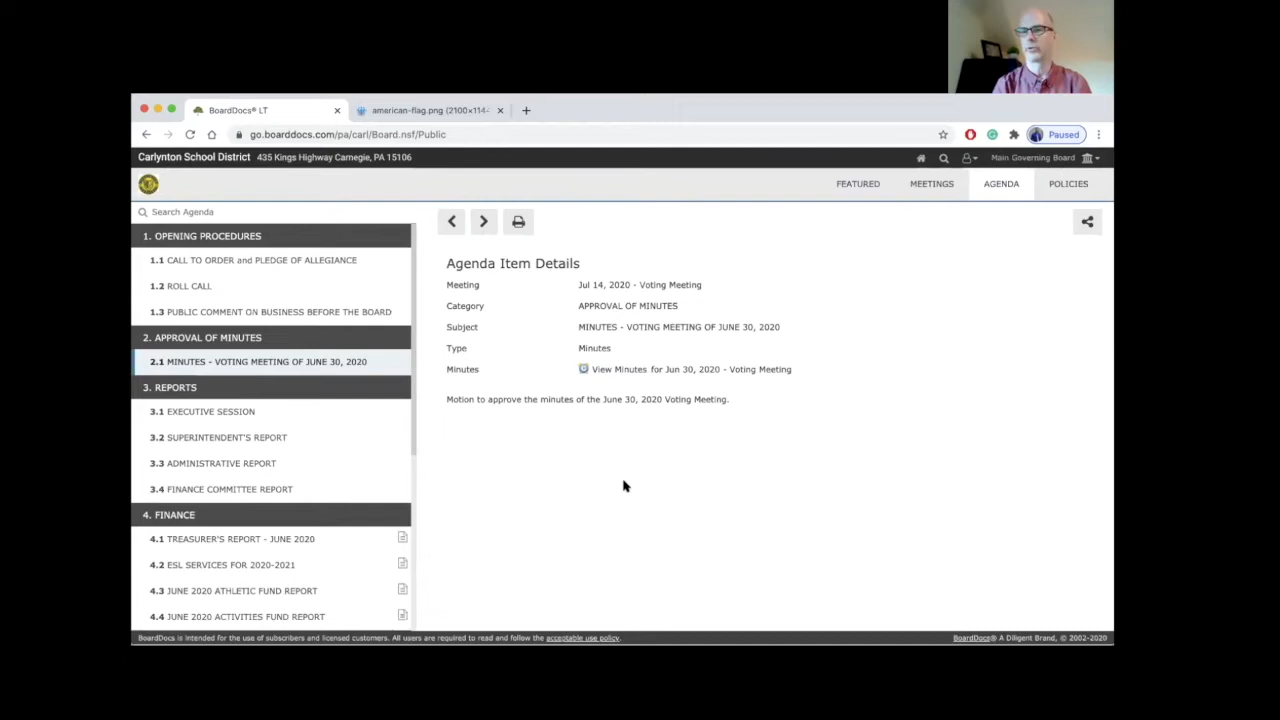 BoardDocs® LT
american-flag.png (2100×114
go.boarddocs.com/pa/carl/Board.nsf/Public
Paused
Carlynton School District 435 Kings Highway Carnegie, PA 15106
Main Governing Board
FEATURED
MEETINGS
AGENDA
POLICIES
Search Agenda
1. OPENING PROCEDURES
1.1 CALL TO ORDER and PLEDGE OF ALLEGIANCE
1.2 ROLL CALL
1.3 PUBLIC COMMENT ON BUSINESS BEFORE THE BOARD
2. APPROVAL OF MINUTES
2.1 MINUTES - VOTING MEETING OF JUNE 30, 2020
3. REPORTS
3.1 EXECUTIVE SESSION
3.2 SUPERINTENDENT'S REPORT
3.3 ADMINISTRATIVE REPORT
3.4 FINANCE COMMITTEE REPORT
4. FINANCE
4.1 TREASURER'S REPORT - JUNE 2020
4.2 ESL SERVICES FOR 2020-2021
4.3 JUNE 2020 ATHLETIC FUND REPORT
4.4 JUNE 2020 ACTIVITIES FUND REPORT
Agenda Item Details
Meeting Jul 14, 2020 - Voting Meeting
Category APPROVAL OF MINUTES
Subject MINUTES - VOTING MEETING OF JUNE 30, 2020
Type Minutes
Minutes View Minutes for Jun 30, 2020 - Voting Meeting
Motion to approve the minutes of the June 30, 2020 Voting Meeting.
BoardDocs is intended for the use of subscribers and licensed customers. All users are required to read and follow the acceptable use policy.
BoardDocs® A Diligent Brand, © 2002-2020